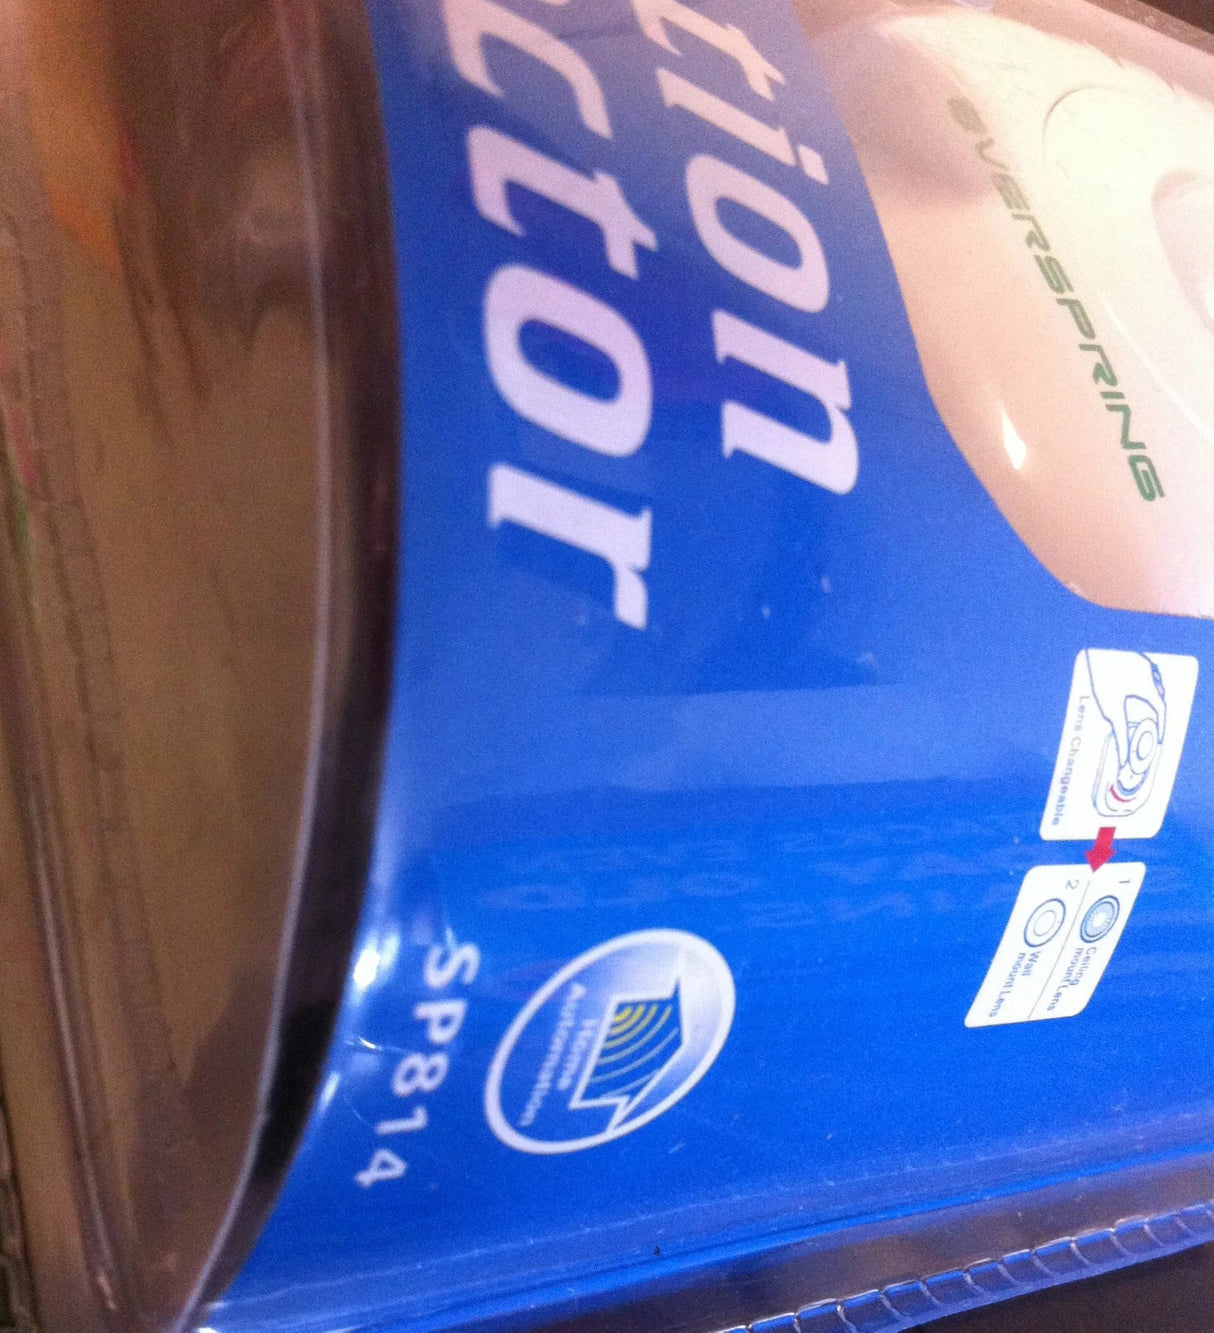 EVERSPRING
tion
ctor
Lens Changeable
1 Ceiling
mount Lens
2 Wall
mount Lens
Home
Automation
SP814